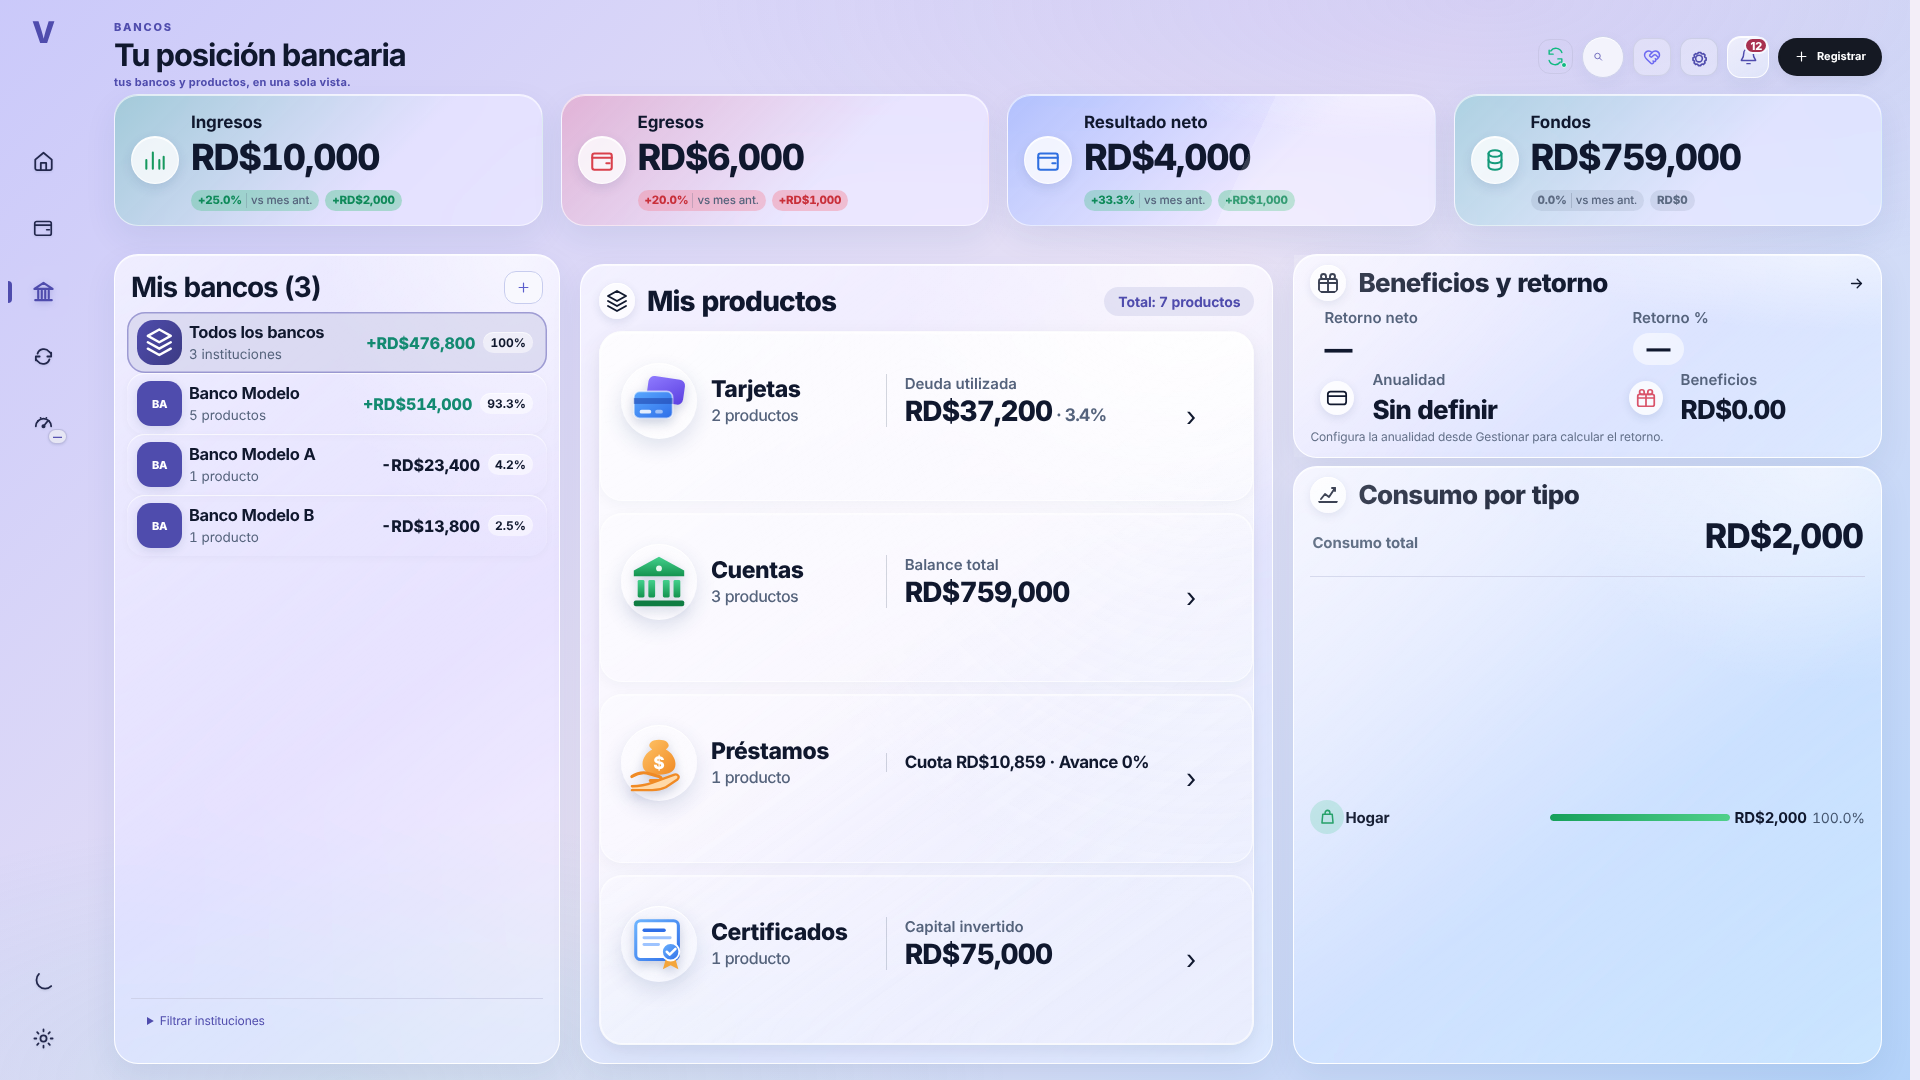 V
BANCOS
Tu posición bancaria
tus bancos y productos, en una sola vista.
12
+ Registrar
Ingresos
RD$10,000
+25.0% vs mes ant. +RD$2,000
Egresos
RD$6,000
+20.0% vs mes ant. +RD$1,000
Resultado neto
RD$4,000
+33.3% vs mes ant. +RD$1,000
Fondos
RD$759,000
0.0% vs mes ant. RD$0
Mis bancos (3)
+
Todos los bancos
3 instituciones
+RD$476,800 100%
BA
Banco Modelo
5 productos
+RD$514,000 93.3%
BA
Banco Modelo A
1 producto
-RD$23,400 4.2%
BA
Banco Modelo B
1 producto
-RD$13,800 2.5%
▶ Filtrar instituciones
Mis productos
Total: 7 productos
Tarjetas
2 productos
Deuda utilizada
RD$37,200 · 3.4%
›
Cuentas
3 productos
Balance total
RD$759,000
›
$
Préstamos
1 producto
Cuota RD$10,859 · Avance 0%
›
Certificados
1 producto
Capital invertido
RD$75,000
›
Beneficios y retorno
→
Retorno neto
—
Retorno %
—
Anualidad
Sin definir
Beneficios
RD$0.00
Configura la anualidad desde Gestionar para calcular el retorno.
Consumo por tipo
Consumo total
RD$2,000
Hogar
RD$2,000 100.0%